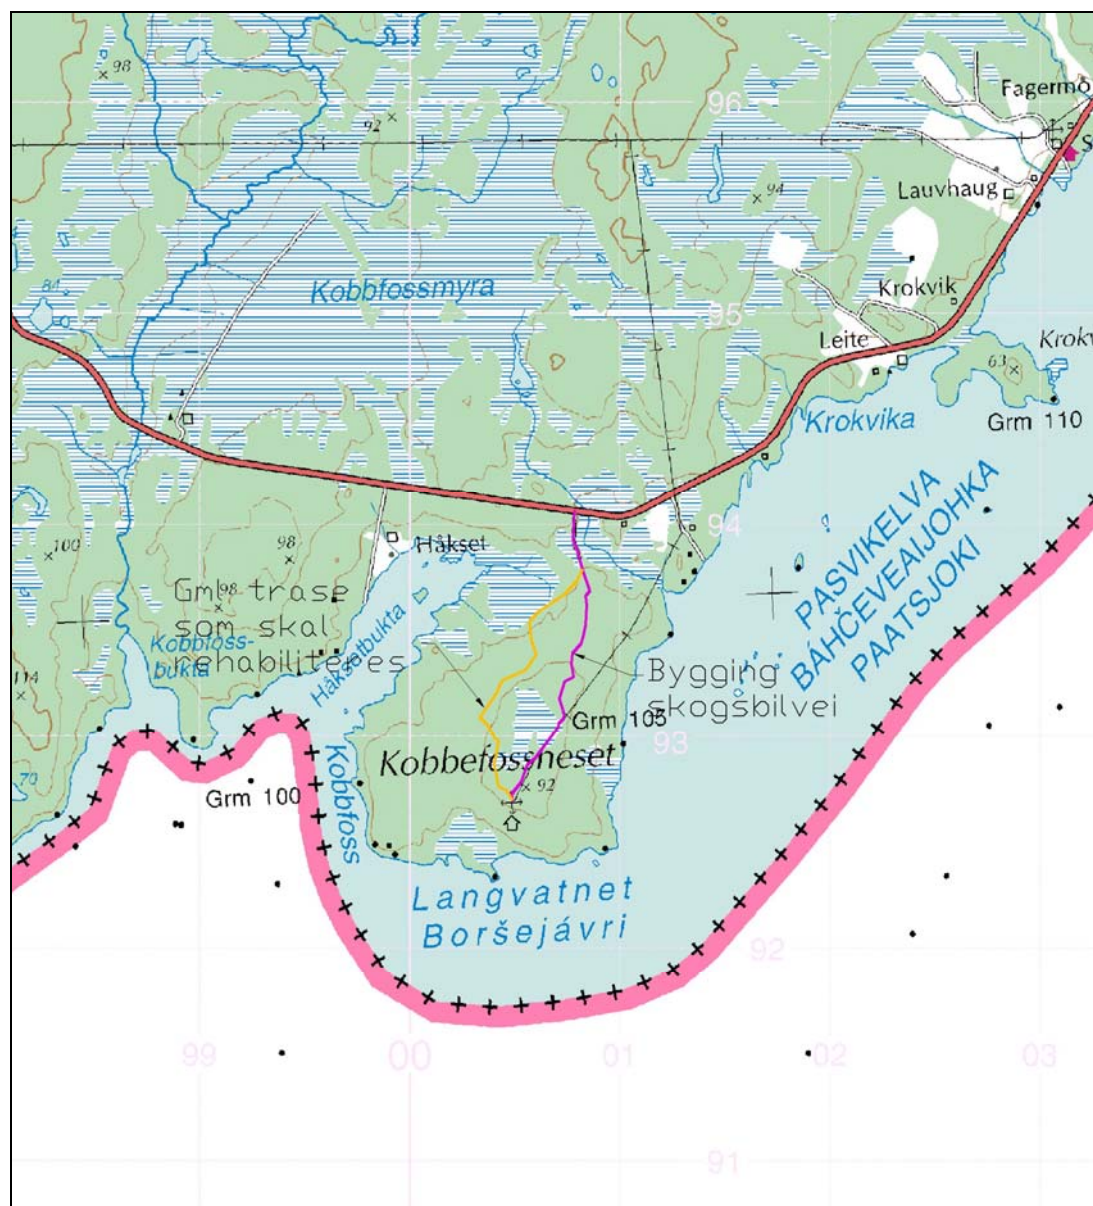 98
96
92
Fagermo
S
94
Lauvhaug
84
Kobbfossmyra
Krokvik
95
Leite
63
Krokv
Krokvika
Grm 110
PASVIKELVA
BÁHČEVEAIJOHKA
PAATSJOKI
94
100
98
Håkset
Gml trase
98
som skal
rehabiliteres
Kobbfoss-
bukta
Håksetbukta
114
Bygging
skogsbilvei
Grm 105
93
Kobbefossneset
92
70
Grm 100
Kobbfoss
Langvatnet
Boršejávri
92
99
00
01
02
03
91